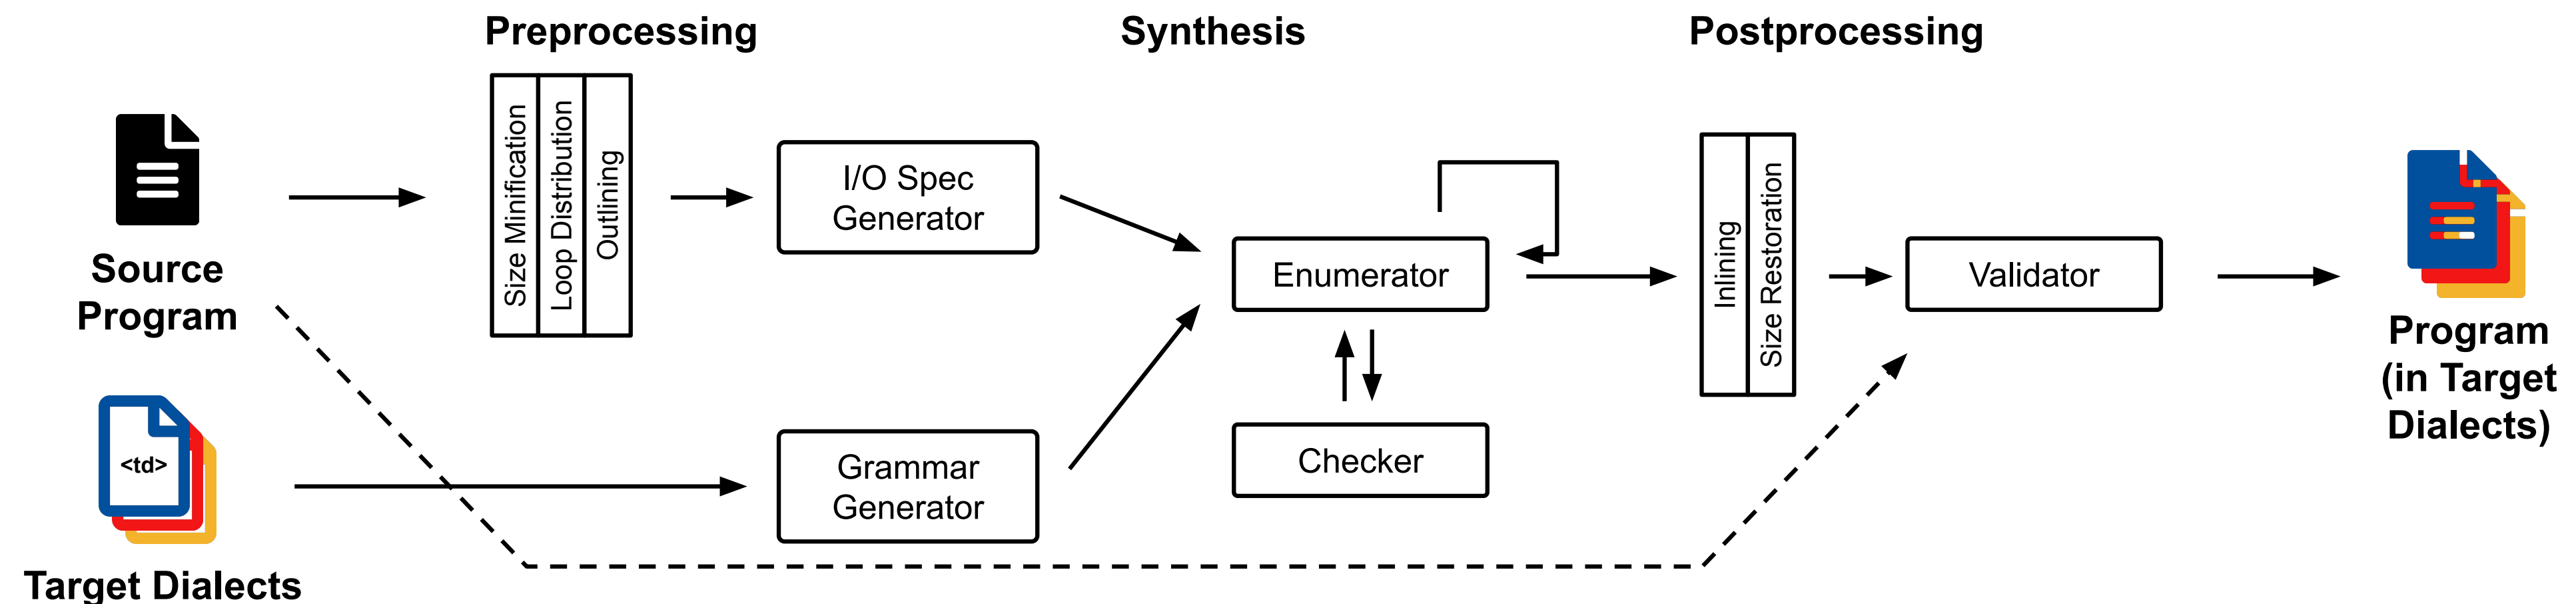 Preprocessing
Synthesis
Postprocessing
Source
Program
Size Minification
Loop Distribution
Outlining
I/O Spec
Generator
Enumerator
Checker
Inlining
Size Restoration
Validator
Program
(in Target
Dialects)
<td>
Target Dialects
Grammar
Generator